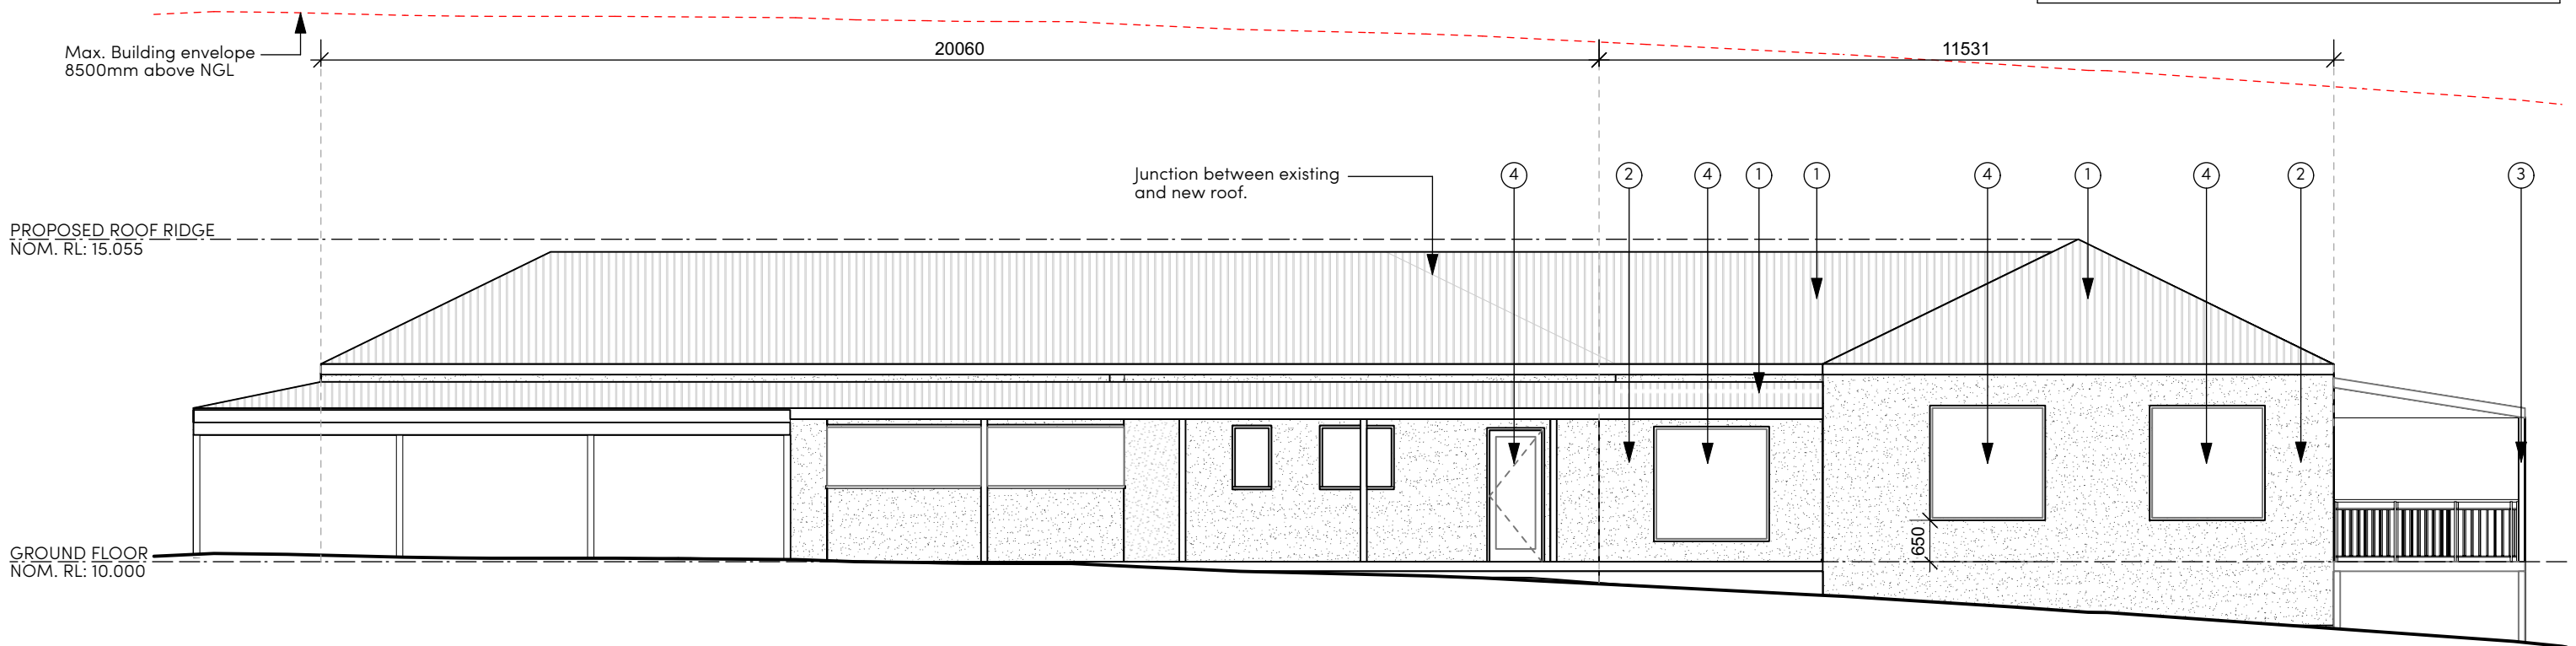 Max. Building envelope
8500mm above NGL
20060
11531
Junction between existing
and new roof.
4
2
4
1
1
4
1
4
2
3
PROPOSED ROOF RIDGE
NOM. RL: 15.055
650
GROUND FLOOR
NOM. RL: 10.000